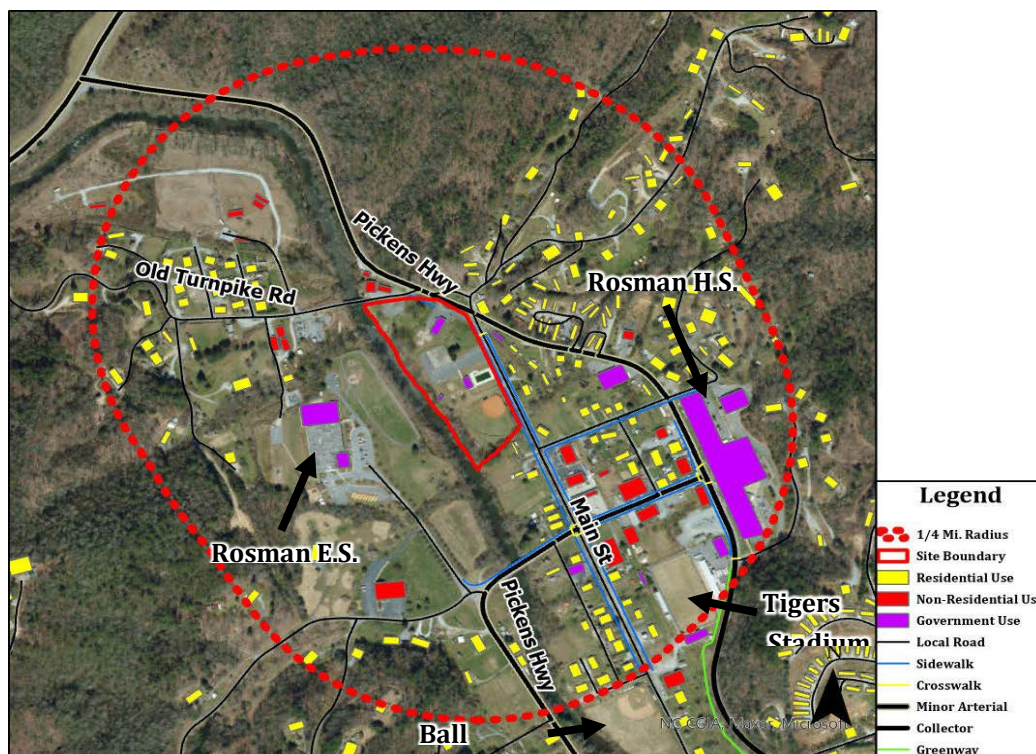 Pickens Hwy
Old Turnpike Rd
Rosman H.S.
Rosman E.S.
Main St
Pickens Hwy
Tigers
Stadium
Ball
NC CGIA, Maxar, Microsoft
Legend
1/4 Mi. Radius
Site Boundary
Residential Use
Non-Residential Us
Government Use
Local Road
Sidewalk
Crosswalk
Minor Arterial
Collector
Greenway